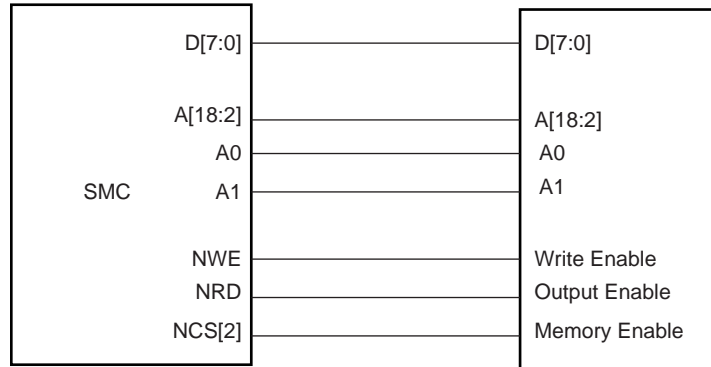 D[7:0] D[7:0]
A[18:2] A[18:2]
A0 A0
SMC A1 A1
NWE Write Enable
NRD Output Enable
NCS[2] Memory Enable